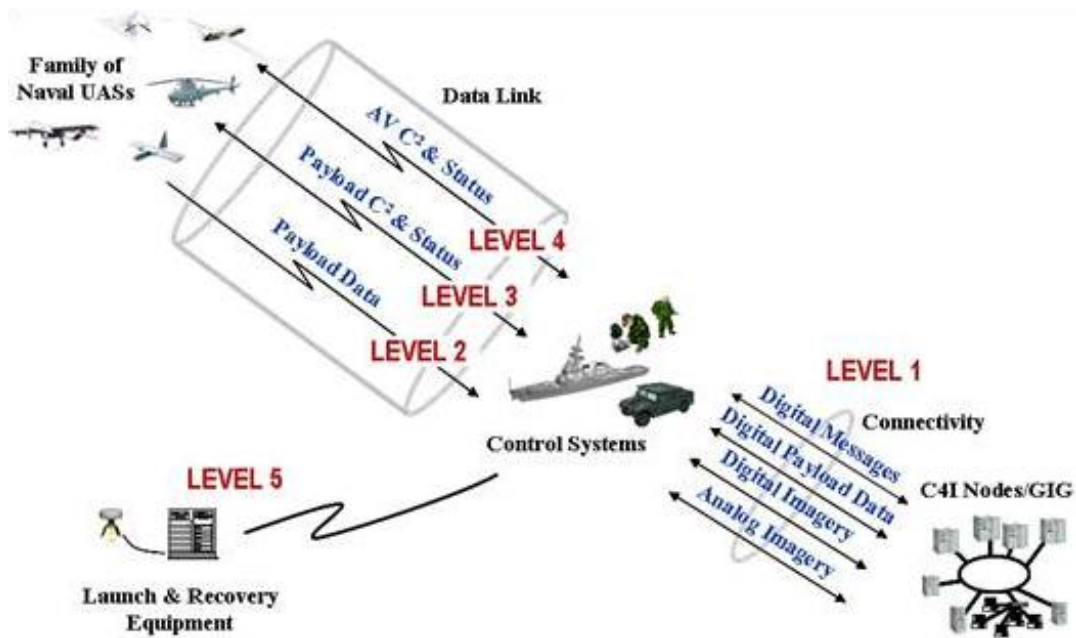 Family of
Naval UASs
Data Link
AV C² & Status
Payload C² & Status
Payload Data
LEVEL 4
LEVEL 3
LEVEL 2
LEVEL 1
Digital Messages
Connectivity
Digital Payload Data
Digital Imagery
Analog Imagery
Control Systems
C4I Nodes/GIG
LEVEL 5
Launch & Recovery
Equipment